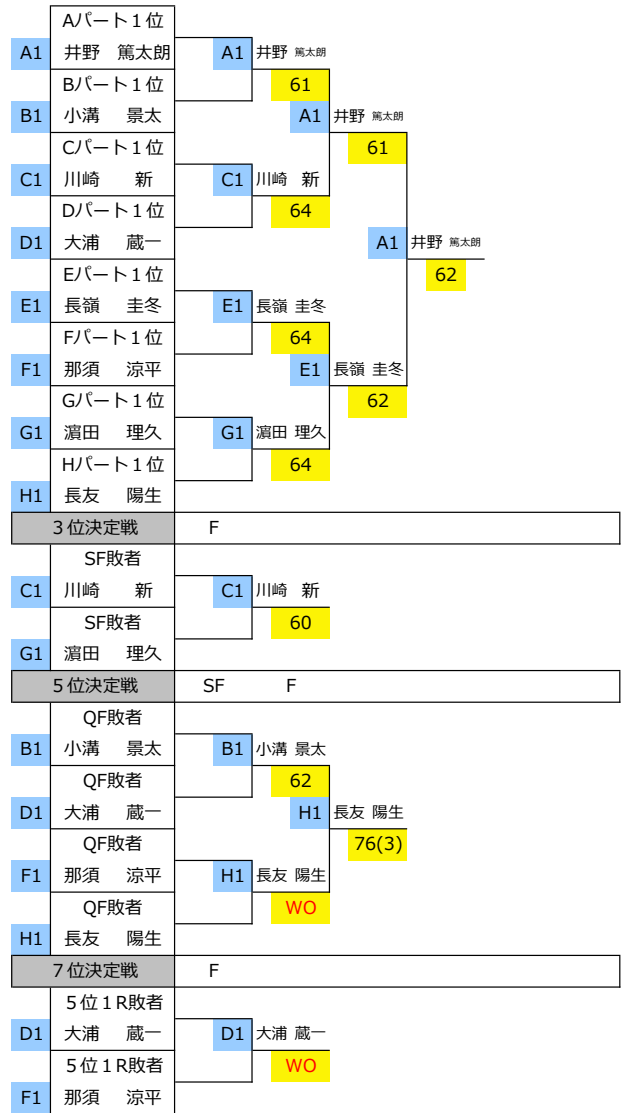 Aパート１位
A1 井野 篤太朗 A1 井野 篤太朗
Bパート１位 61
B1 小溝 景太 A1 井野 篤太朗
Cパート１位 61
C1 川崎 新 C1 川崎 新
Dパート１位 64
D1 大浦 蔵一 A1 井野 篤太朗
Eパート１位 62
E1 長嶺 圭冬 E1 長嶺 圭冬
Fパート１位 64
F1 那須 涼平 E1 長嶺 圭冬
Gパート１位 62
G1 濵田 理久 G1 濵田 理久
Hパート１位 64
H1 長友 陽生
３位決定戦 F
SF敗者
C1 川崎 新 C1 川崎 新
SF敗者 60
G1 濵田 理久
５位決定戦 SF F
QF敗者
B1 小溝 景太 B1 小溝 景太
QF敗者 62
D1 大浦 蔵一 H1 長友 陽生
QF敗者 76(3)
F1 那須 涼平 H1 長友 陽生
QF敗者 WO
H1 長友 陽生
７位決定戦 F
５位１R敗者
D1 大浦 蔵一 D1 大浦 蔵一
５位１R敗者 WO
F1 那須 涼平